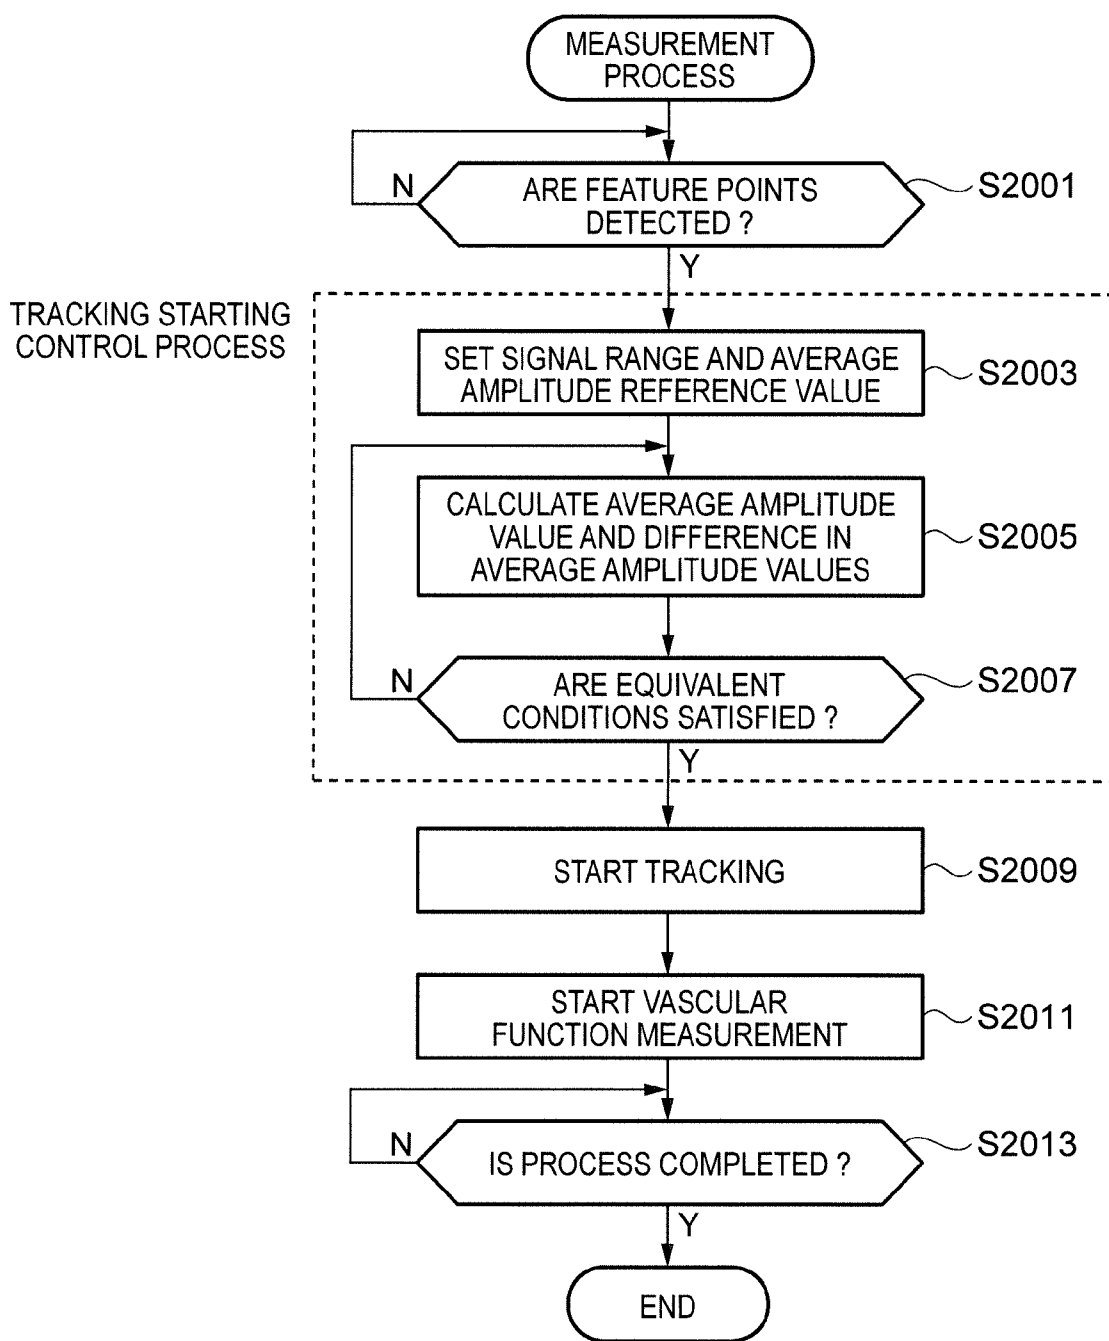 MEASUREMENT
PROCESS
N
ARE FEATURE POINTS
DETECTED ?
S2001
Y
TRACKING STARTING
CONTROL PROCESS
SET SIGNAL RANGE AND AVERAGE
AMPLITUDE REFERENCE VALUE
S2003
CALCULATE AVERAGE AMPLITUDE
VALUE AND DIFFERENCE IN
AVERAGE AMPLITUDE VALUES
S2005
N
ARE EQUIVALENT
CONDITIONS SATISFIED ?
S2007
Y
START TRACKING
S2009
START VASCULAR
FUNCTION MEASUREMENT
S2011
N
IS PROCESS COMPLETED ?
S2013
Y
END